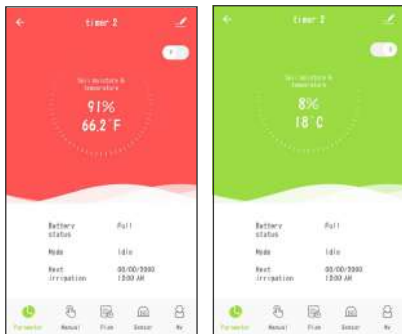 timer 2
F
Soil moisture &
temperature
91%
66.2°F
Battery
status
Full
Mode
Idle
Next
irrigation
00/00/2000
12:00 AM
Parameter
Manual
Plan
Sensor
Me
timer 2
Soil moisture &
temperature
8%
18°C
Battery
status
Full
Mode
Idle
Next
irrigation
00/00/2000
12:00 AM
Parameter
Manual
Plan
Sensor
Me